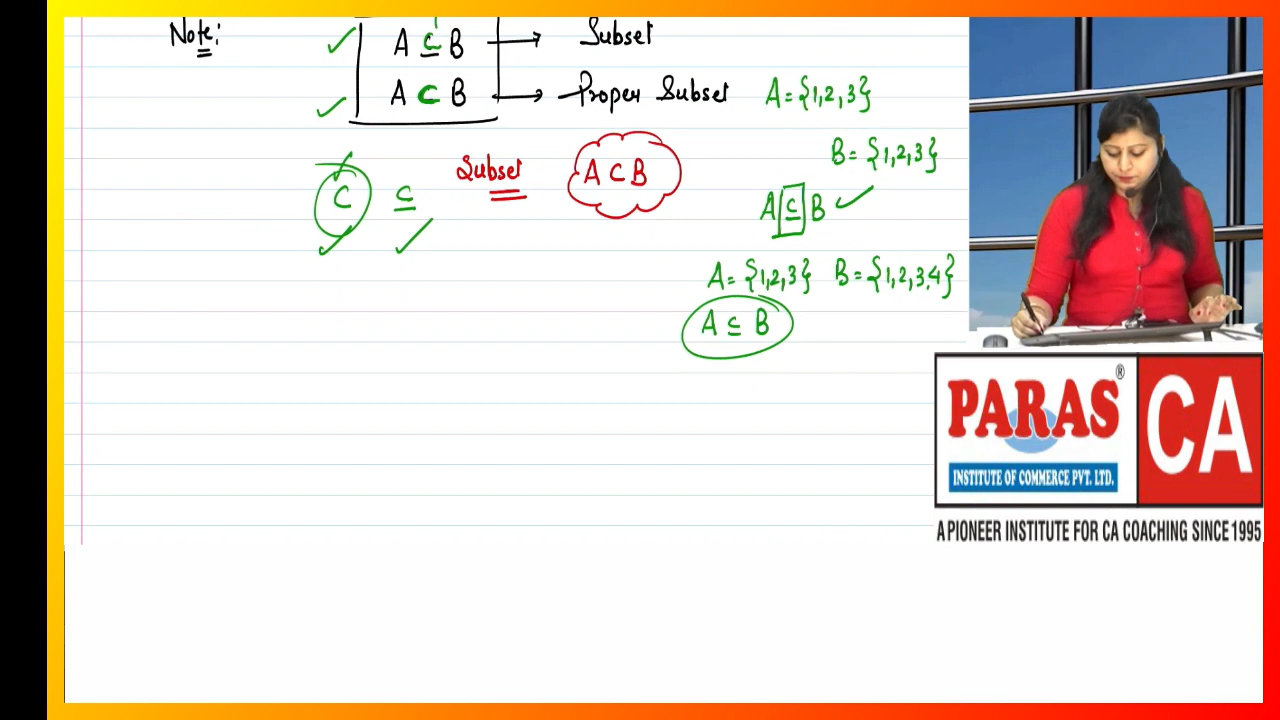 Note:
A ⊆ B → Subset
A ⊂ B → Proper Subset
A = {1,2,3}
B = {1,2,3}
⊂ ⊆
Subset
A ⊂ B
A ⊆ B
A = {1,2,3} B = {1,2,3,4}
A ⊆ B
PARAS®
CA
INSTITUTE OF COMMERCE PVT. LTD.
A PIONEER INSTITUTE FOR CA COACHING SINCE 1995